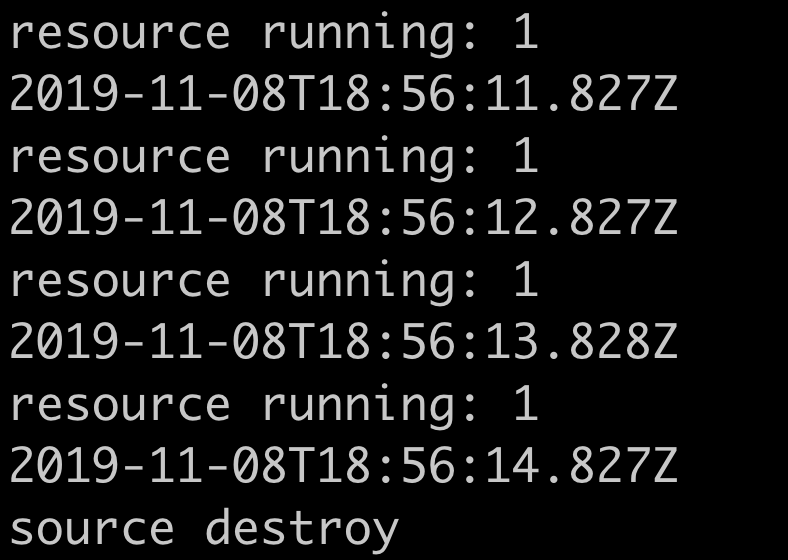 resource running: 1
2019-11-08T18:56:11.827Z
resource running: 1
2019-11-08T18:56:12.827Z
resource running: 1
2019-11-08T18:56:13.828Z
resource running: 1
2019-11-08T18:56:14.827Z
source destroy